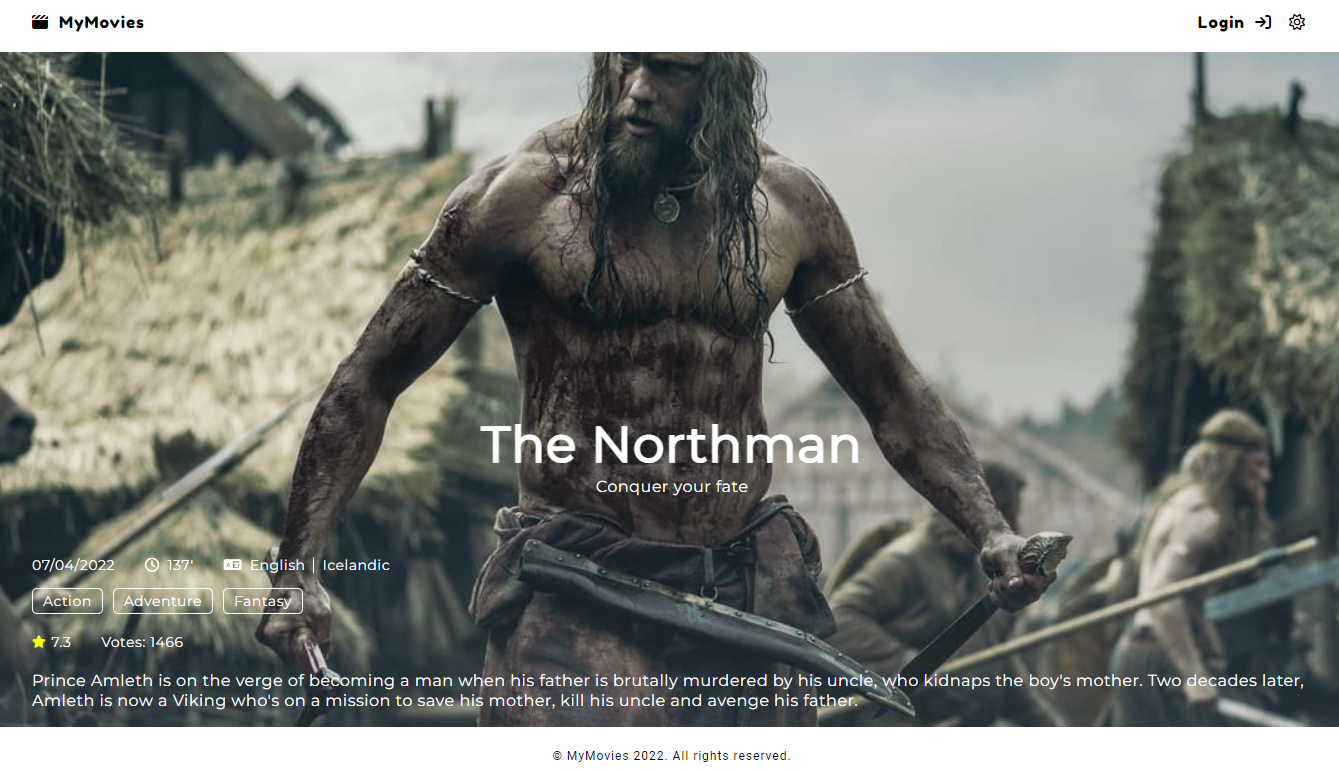 MyMovies
Login
The Northman
Conquer your fate
07/04/2022 137' English | Icelandic
Action Adventure Fantasy
7.3 Votes: 1466
Prince Amleth is on the verge of becoming a man when his father is brutally murdered by his uncle, who kidnaps the boy's mother. Two decades later,
Amleth is now a Viking who's on a mission to save his mother, kill his uncle and avenge his father.
© MyMovies 2022. All rights reserved.